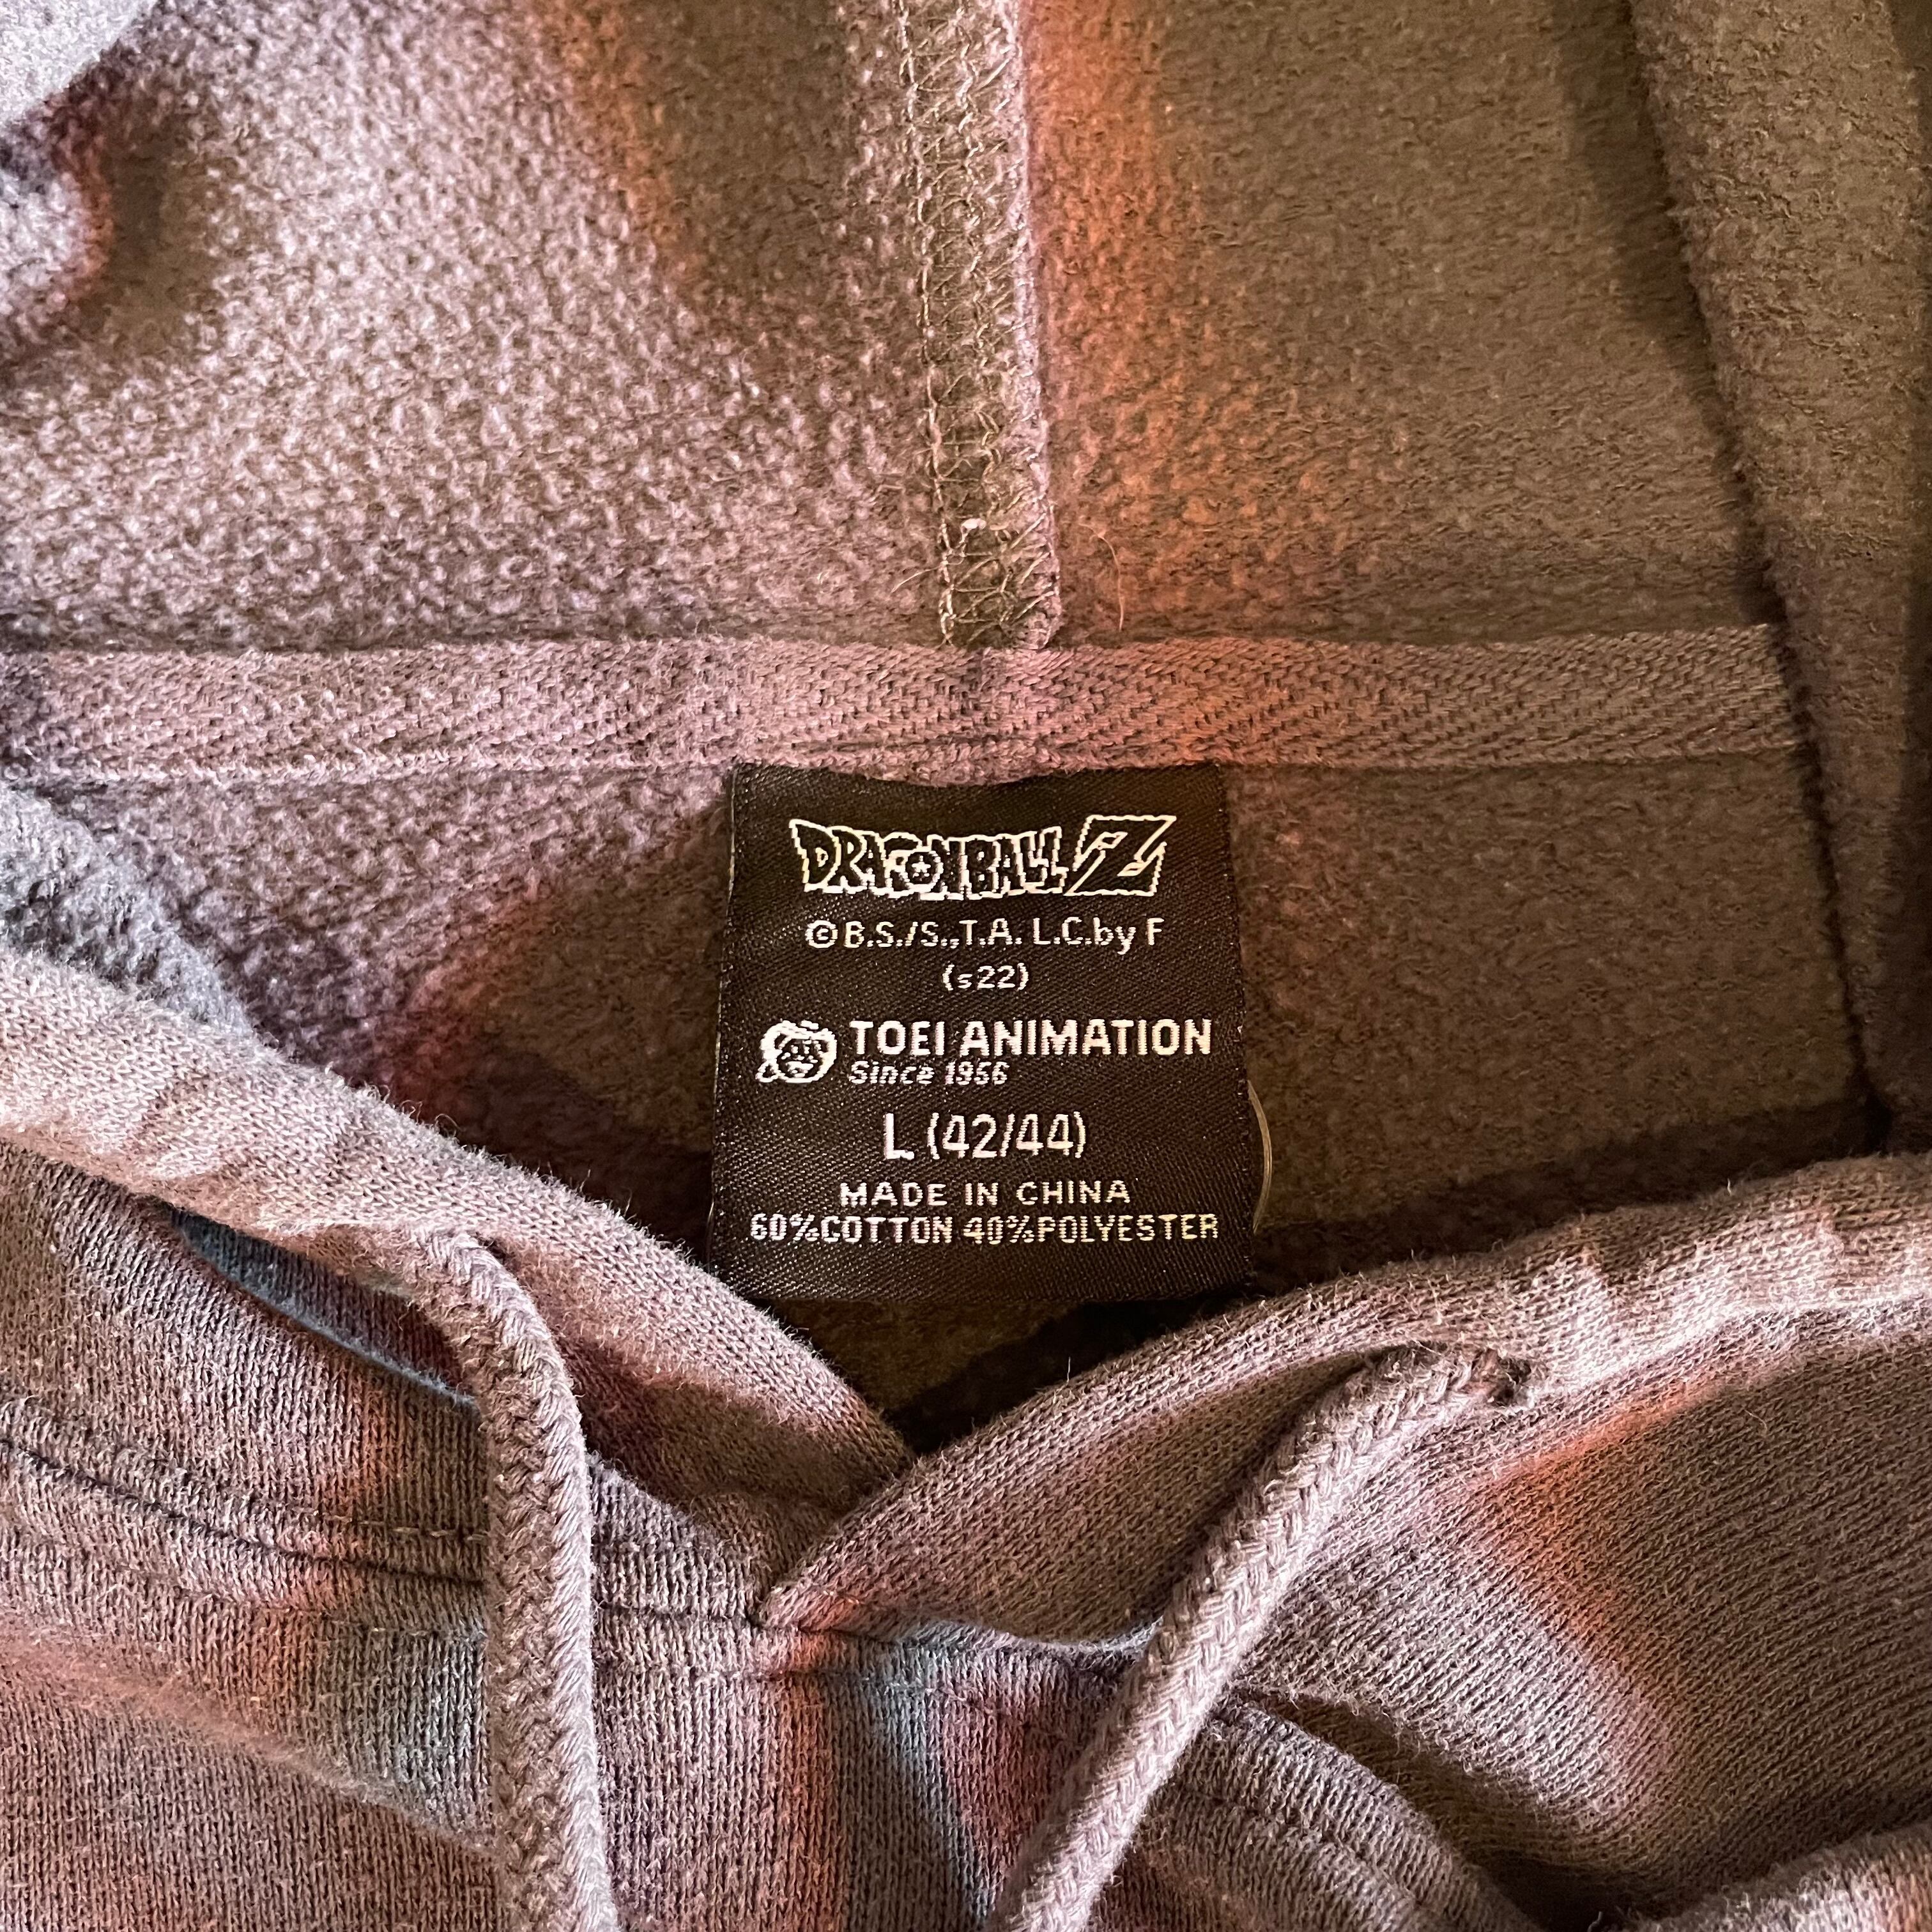 DRAGONBALL Z
©B.S./S.,T.A. L.C.by F
(s22)
TOEI ANIMATION
Since 1956
L (42/44)
MADE IN CHINA
60%COTTON 40%POLYESTER